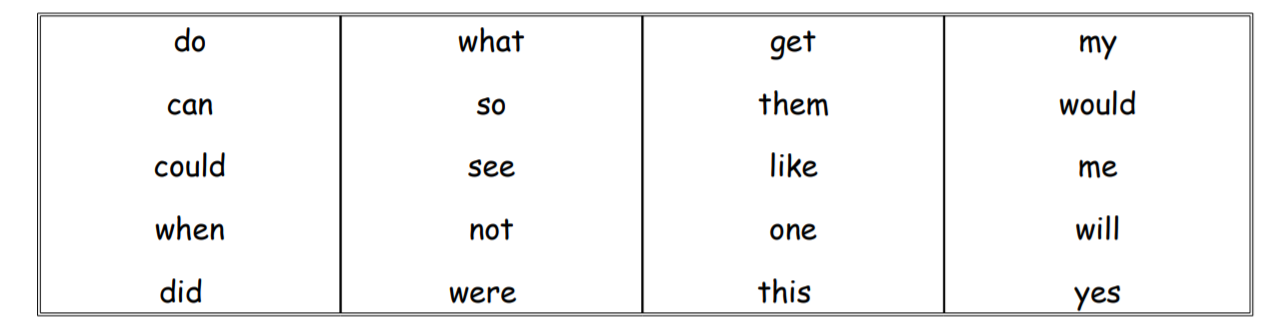 do what get my
can so them would
could see like me
when not one will
did were this yes